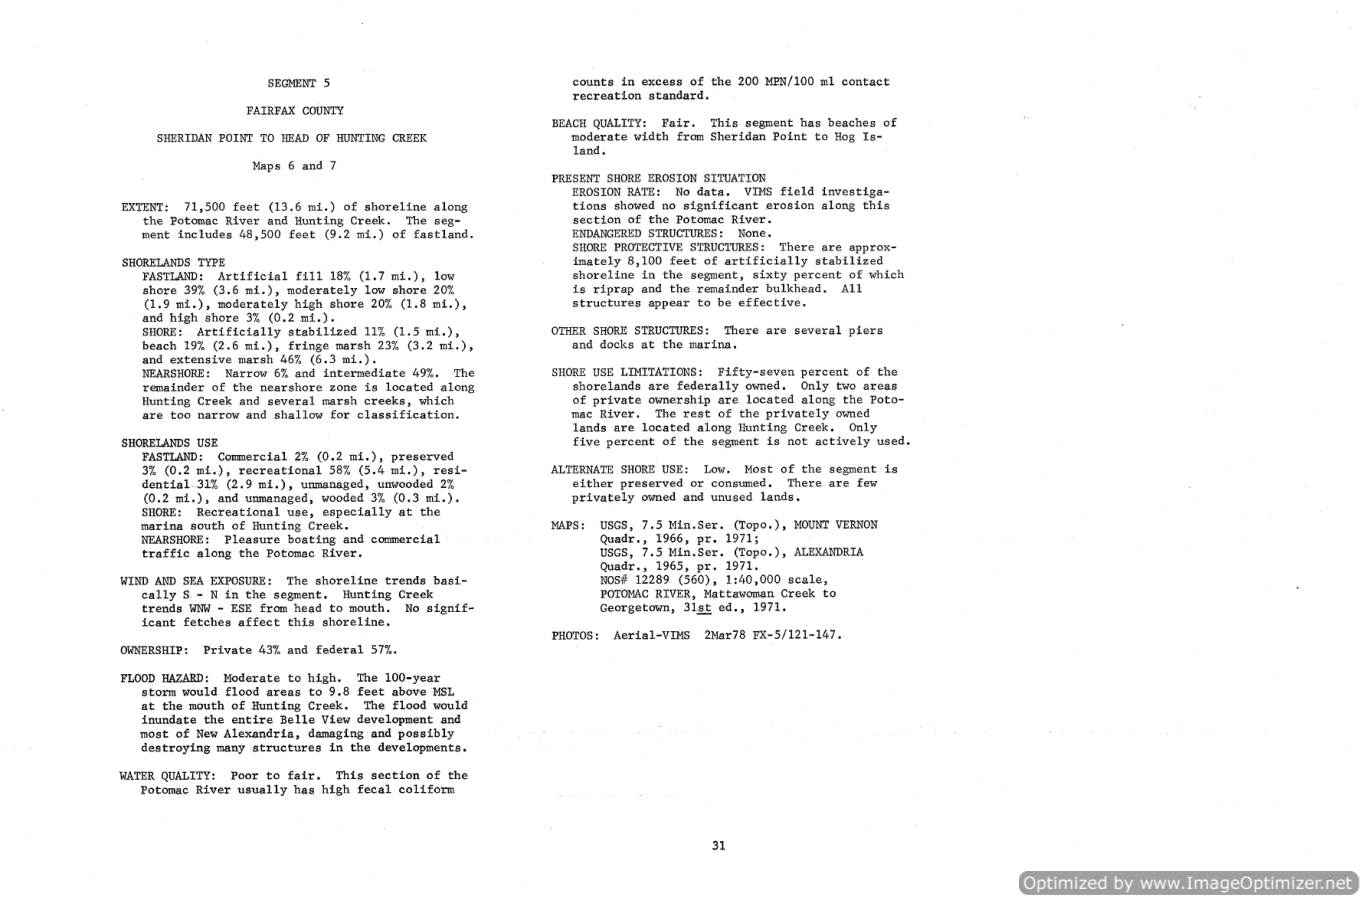 SEGMENT 5
FAIRFAX COUNTY
SHERIDAN POINT TO HEAD OF HUNTING CREEK
Maps 6 and 7
EXTENT: 71,500 feet (13.6 mi.) of shoreline along
the Potomac River and Hunting Creek. The seg-
ment includes 48,500 feet (9.2 mi.) of fastland.
SHORELANDS TYPE
FASTLAND: Artificial fill 18% (1.7 mi.), low
shore 39% (3.6 mi.), moderately low shore 20%
(1.9 mi.), moderately high shore 20% (1.8 mi.),
and high shore 3% (0.2 mi.).
SHORE: Artificially stabilized 11% (1.5 mi.),
beach 19% (2.6 mi.), fringe marsh 23% (3.2 mi.),
and extensive marsh 46% (6.3 mi.).
NEARSHORE: Narrow 6% and intermediate 49%. The
remainder of the nearshore zone is located along
Hunting Creek and several marsh creeks, which
are too narrow and shallow for classification.
SHORELANDS USE
FASTLAND: Commercial 2% (0.2 mi.), preserved
3% (0.2 mi.), recreational 58% (5.4 mi.), resi-
dential 31% (2.9 mi.), unmanaged, unwooded 2%
(0.2 mi.), and unmanaged, wooded 3% (0.3 mi.).
SHORE: Recreational use, especially at the
marina south of Hunting Creek.
NEARSHORE: Pleasure boating and commercial
traffic along the Potomac River.
WIND AND SEA EXPOSURE: The shoreline trends basi-
cally S - N in the segment. Hunting Creek
trends WNW - ESE from head to mouth. No signif-
icant fetches affect this shoreline.
OWNERSHIP: Private 43% and federal 57%.
FLOOD HAZARD: Moderate to high. The 100-year
storm would flood areas to 9.8 feet above MSL
at the mouth of Hunting Creek. The flood would
inundate the entire Belle View development and
most of New Alexandria, damaging and possibly
destroying many structures in the developments.
WATER QUALITY: Poor to fair. This section of the
Potomac River usually has high fecal coliform
counts in excess of the 200 MPN/100 ml contact
recreation standard.
BEACH QUALITY: Fair. This segment has beaches of
moderate width from Sheridan Point to Hog Is-
land.
PRESENT SHORE EROSION SITUATION
EROSION RATE: No data. VIMS field investiga-
tions showed no significant erosion along this
section of the Potomac River.
ENDANGERED STRUCTURES: None.
SHORE PROTECTIVE STRUCTURES: There are approx-
imately 8,100 feet of artificially stabilized
shoreline in the segment, sixty percent of which
is riprap and the remainder bulkhead. All
structures appear to be effective.
OTHER SHORE STRUCTURES: There are several piers
and docks at the marina.
SHORE USE LIMITATIONS: Fifty-seven percent of the
shorelands are federally owned. Only two areas
of private ownership are located along the Poto-
mac River. The rest of the privately owned
lands are located along Hunting Creek. Only
five percent of the segment is not actively used.
ALTERNATE SHORE USE: Low. Most of the segment is
either preserved or consumed. There are few
privately owned and unused lands.
MAPS: USGS, 7.5 Min.Ser. (Topo.), MOUNT VERNON
Quadr., 1966, pr. 1971;
USGS, 7.5 Min.Ser. (Topo.), ALEXANDRIA
Quadr., 1965, pr. 1971.
NOS# 12289 (560), 1:40,000 scale,
POTOMAC RIVER, Mattawoman Creek to
Georgetown, 31st ed., 1971.
PHOTOS: Aerial-VIMS 2Mar78 FX-5/121-147.
31
Optimized by www.ImageOptimizer.net